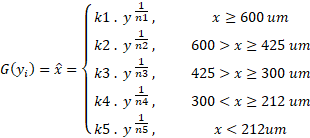 k1 . y^(1/n1), x ≥ 600 um
k2 . y^(1/n2), 600 > x ≥ 425 um
G(y_i) = x̂ = { k3 . y^(1/n3), 425 > x ≥ 300 um
k4 . y^(1/n4), 300 < x ≥ 212 um
k5 . y^(1/n5), x < 212um